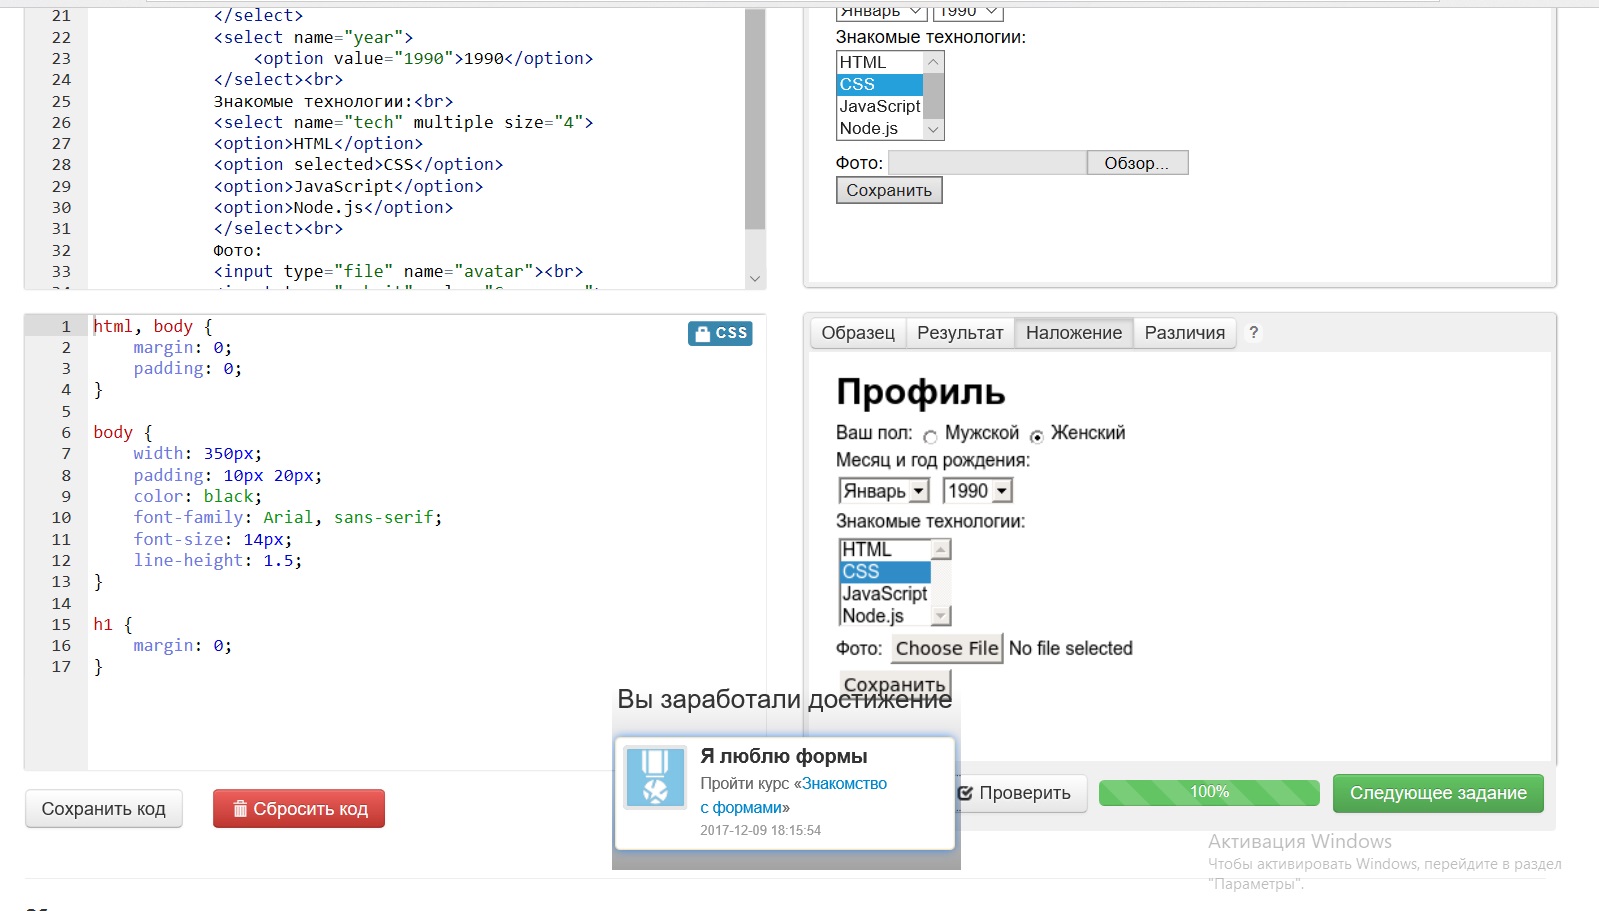 21 </select>
22 <select name="year">
23 <option value="1990">1990</option>
24 </select><br>
25 Знакомые технологии:<br>
26 <select name="tech" multiple size="4">
27 <option>HTML</option>
28 <option selected>CSS</option>
29 <option>JavaScript</option>
30 <option>Node.js</option>
31 </select><br>
32 Фото:
33 <input type="file" name="avatar"><br>
Январь 1990
Знакомые технологии:
HTML
CSS
JavaScript
Node.js
Фото: Обзор...
Сохранить
CSS
1 html, body {
2 margin: 0;
3 padding: 0;
4 }
5
6 body {
7 width: 350px;
8 padding: 10px 20px;
9 color: black;
10 font-family: Arial, sans-serif;
11 font-size: 14px;
12 line-height: 1.5;
13 }
14
15 h1 {
16 margin: 0;
17 }
Образец Результат Наложение Различия ?
Профиль
Ваш пол: Мужской Женский
Месяц и год рождения:
Январь 1990
Знакомые технологии:
HTML
CSS
JavaScript
Node.js
Фото: Choose File No file selected
Сохранить
Вы заработали достижение
Я люблю формы
Пройти курс «Знакомство
с формами»
2017-12-09 18:15:54
Сохранить код Сбросить код Проверить 100% Следующее задание
Активация Windows
Чтобы активировать Windows, перейдите в раздел
"Параметры".